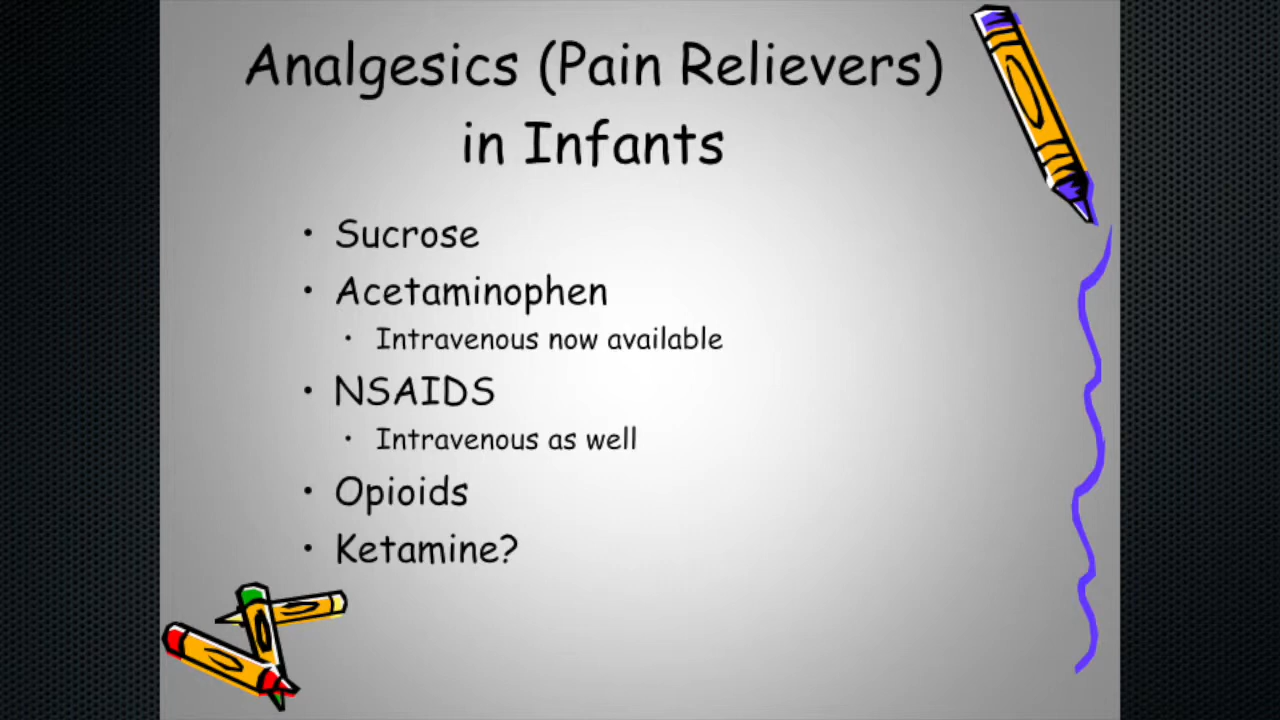 Analgesics (Pain Relievers)
in Infants
• Sucrose
• Acetaminophen
• Intravenous now available
• NSAIDS
• Intravenous as well
• Opioids
• Ketamine?